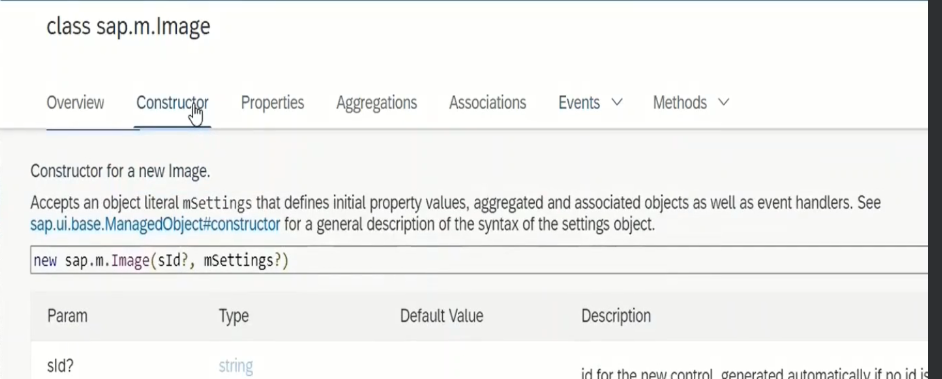 class sap.m.Image
Overview Constructor Properties Aggregations Associations Events Methods
Constructor for a new Image.
Accepts an object literal mSettings that defines initial property values, aggregated and associated objects as well as event handlers. See
sap.ui.base.ManagedObject#constructor for a general description of the syntax of the settings object.
new sap.m.Image(sId?, mSettings?)
Param Type Default Value Description
sId? string
id for the new control, generated automatically if no id is